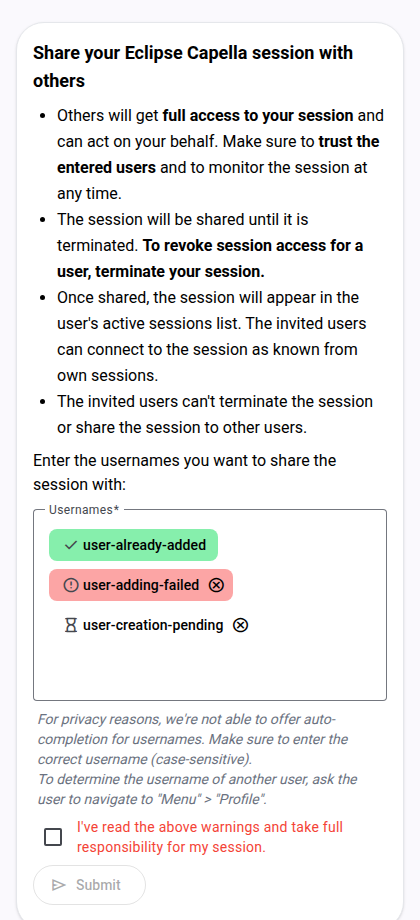 Share your Eclipse Capella session with
others
Others will get full access to your session and
can act on your behalf. Make sure to trust the
entered users and to monitor the session at
any time.
The session will be shared until it is
terminated. To revoke session access for a
user, terminate your session.
Once shared, the session will appear in the
user's active sessions list. The invited users
can connect to the session as known from
own sessions.
The invited users can't terminate the session
or share the session to other users.
Enter the usernames you want to share the
session with:
Usernames*
user-already-added
user-adding-failed
user-creation-pending
For privacy reasons, we're not able to offer auto-
completion for usernames. Make sure to enter the
correct username (case-sensitive).
To determine the username of another user, ask the
user to navigate to "Menu" > "Profile".
I've read the above warnings and take full
responsibility for my session.
Submit